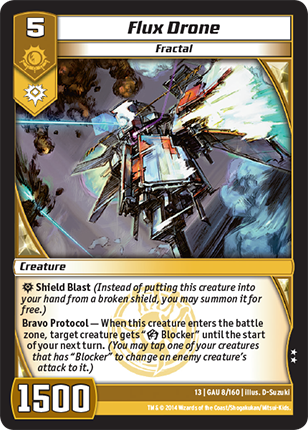 5
Flux Drone
Fractal
Creature
Shield Blast (Instead of putting this creature into
your hand from a broken shield, you may summon it for
free.)
Bravo Protocol — When this creature enters the battle
zone, target creature gets “ Blocker” until the start
of your next turn. (You may tap one of your creatures
that has “Blocker” to change an enemy creature’s
attack to it.)
1500
13 | GAU 8/160 | illus. D-Suzuki
TM & © 2014 Wizards of the Coast/Shogakukan/Mitsui-Kids.